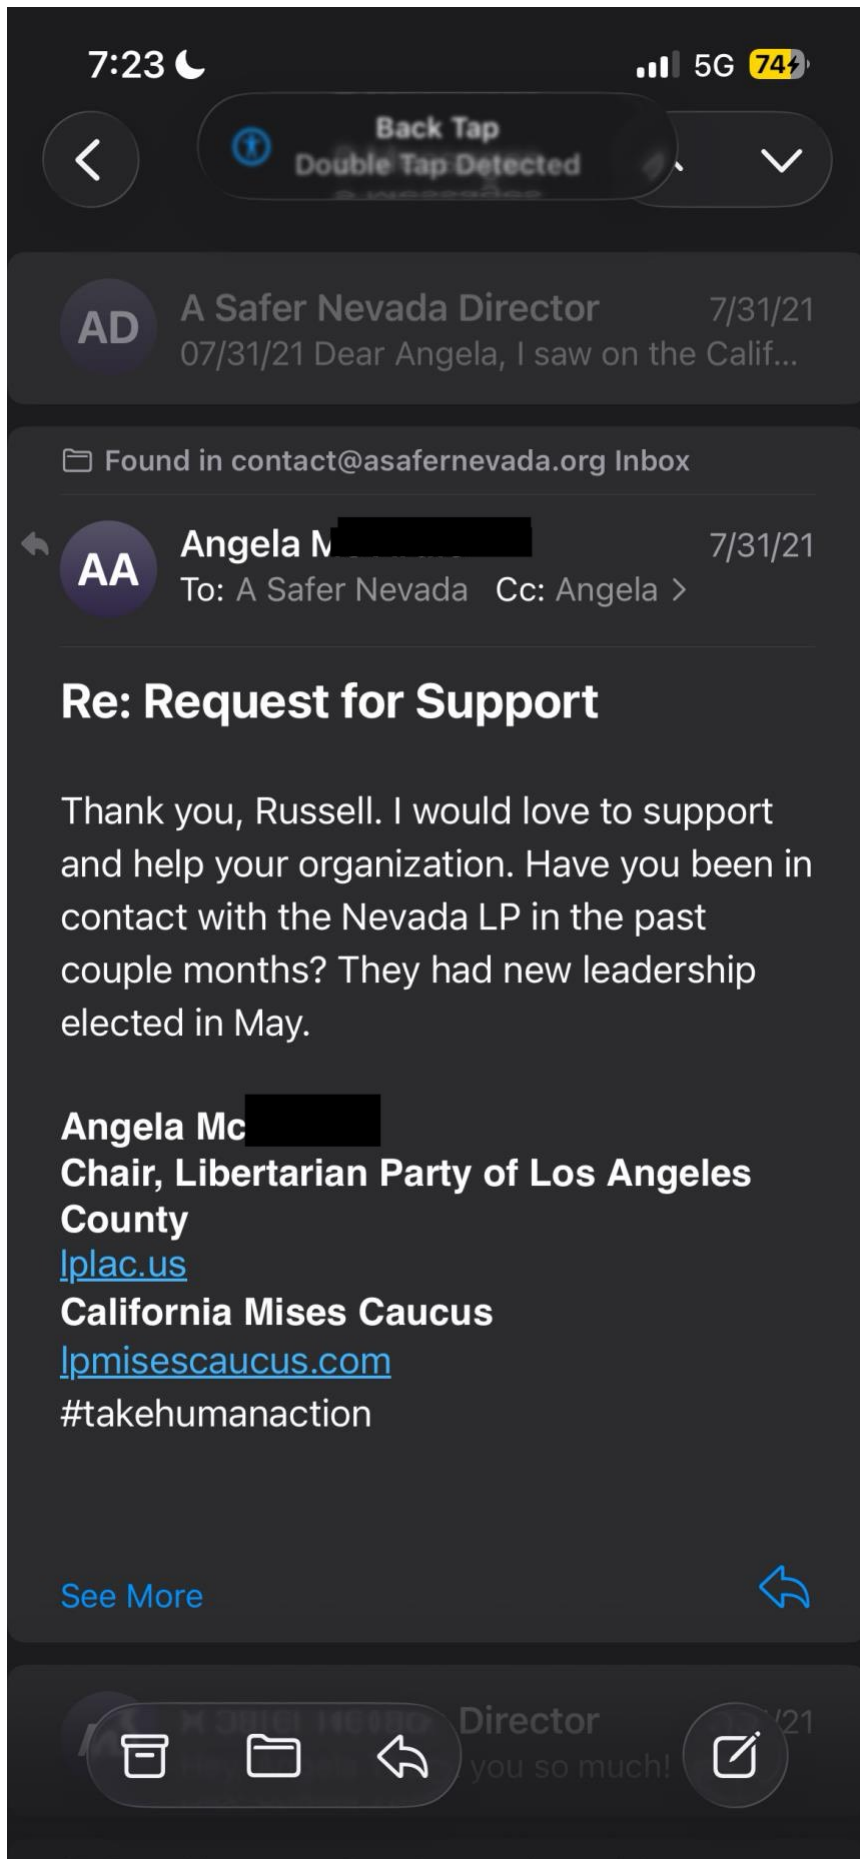 7:23
5G 74
Back Tap
Double Tap Detected
AD
A Safer Nevada Director 7/31/21
07/31/21 Dear Angela, I saw on the Calif...
Found in contact@asafernevada.org Inbox
AA
Angela 7/31/21
To: A Safer Nevada Cc: Angela >
Re: Request for Support
Thank you, Russell. I would love to support
and help your organization. Have you been in
contact with the Nevada LP in the past
couple months? They had new leadership
elected in May.
Angela Mc
Chair, Libertarian Party of Los Angeles
County
lplac.us
California Mises Caucus
lpmisescaucus.com
#takehumanaction
See More
Director /21
you so much!